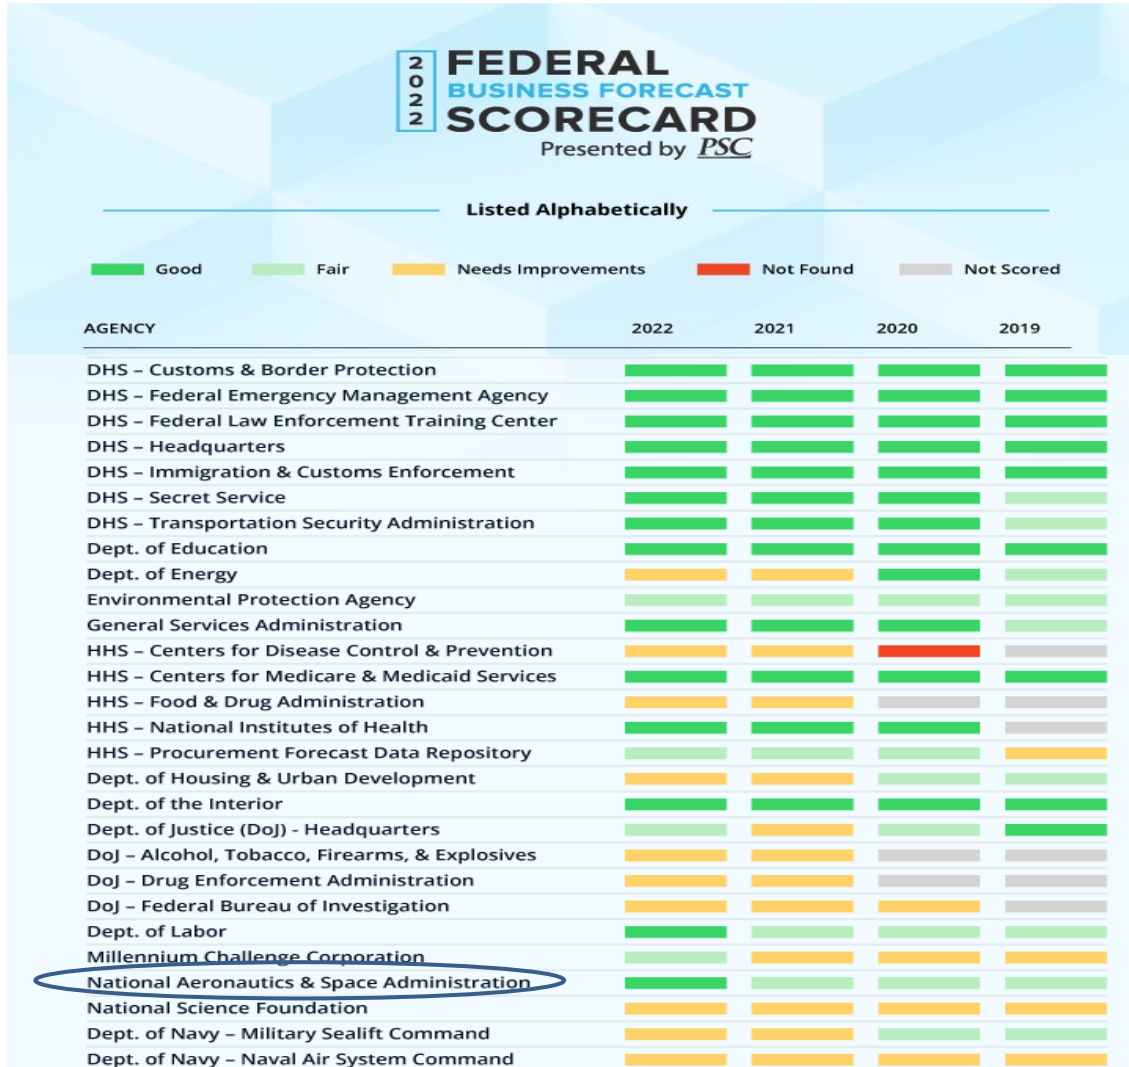 2022
FEDERAL
BUSINESS FORECAST
SCORECARD
Presented by PSC
Listed Alphabetically
Good Fair Needs Improvements Not Found Not Scored
AGENCY 2022 2021 2020 2019
DHS – Customs & Border Protection
DHS – Federal Emergency Management Agency
DHS – Federal Law Enforcement Training Center
DHS – Headquarters
DHS – Immigration & Customs Enforcement
DHS – Secret Service
DHS – Transportation Security Administration
Dept. of Education
Dept. of Energy
Environmental Protection Agency
General Services Administration
HHS – Centers for Disease Control & Prevention
HHS – Centers for Medicare & Medicaid Services
HHS – Food & Drug Administration
HHS – National Institutes of Health
HHS – Procurement Forecast Data Repository
Dept. of Housing & Urban Development
Dept. of the Interior
Dept. of Justice (DoJ) - Headquarters
DoJ – Alcohol, Tobacco, Firearms, & Explosives
DoJ – Drug Enforcement Administration
DoJ – Federal Bureau of Investigation
Dept. of Labor
Millennium Challenge Corporation
National Aeronautics & Space Administration
National Science Foundation
Dept. of Navy – Military Sealift Command
Dept. of Navy – Naval Air System Command